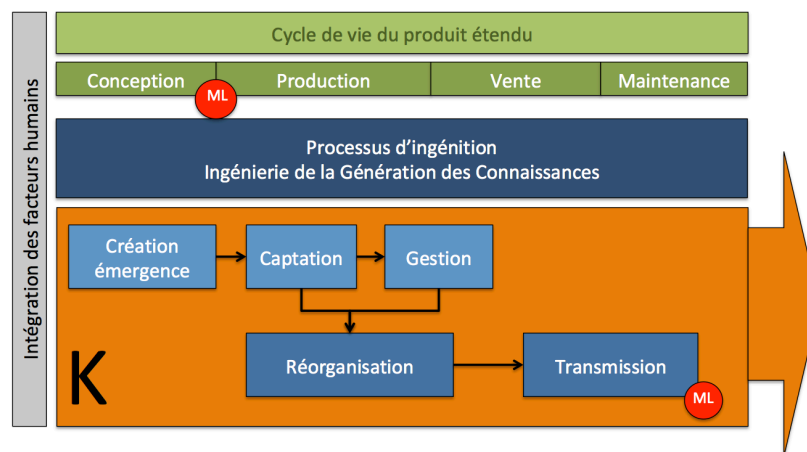 Intégration des facteurs humains
Cycle de vie du produit étendu
Conception
ML
Production
Vente
Maintenance
Processus d'ingénition
Ingénierie de la Génération des Connaissances
Création
émergence
Captation
Gestion
Réorganisation
Transmission
ML
K